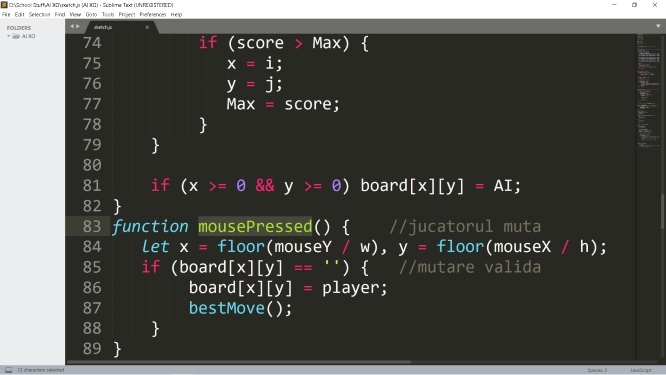 D:\School Stuff\AI XO\sketch.js (AI XO) - Sublime Text (UNREGISTERED)
File Edit Selection Find View Goto Tools Project Preferences Help
FOLDERS
AI XO
sketch.js
74 if (score > Max) {
75 x = i;
76 y = j;
77 Max = score;
78 }
79 }
80
81 if (x >= 0 && y >= 0) board[x][y] = AI;
82 }
83 function mousePressed() { //jucatorul muta
84 let x = floor(mouseY / w), y = floor(mouseX / h);
85 if (board[x][y] == '') { //mutare valida
86 board[x][y] = player;
87 bestMove();
88 }
89 }
12 characters selected
Spaces: 2
JavaScript